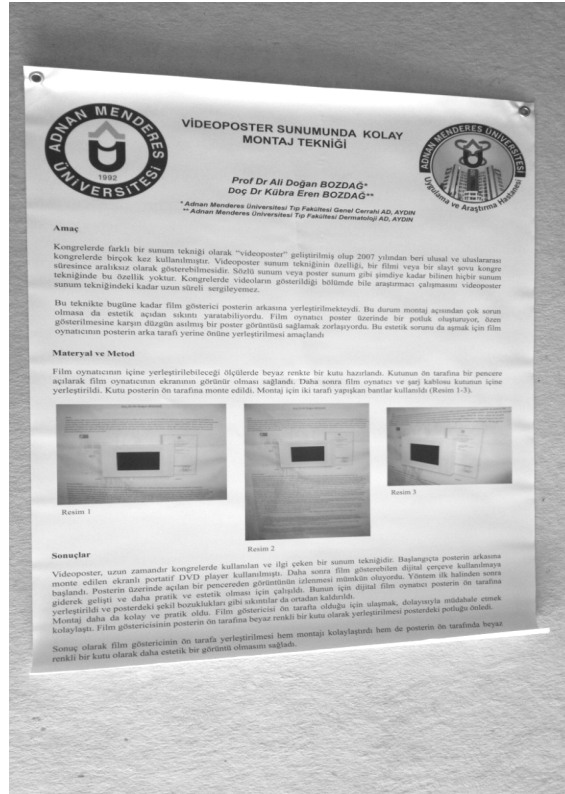 ADNAN MENDERES ÜNİVERSİTESİ
1992
VİDEOPOSTER SUNUMUNDA KOLAY
MONTAJ TEKNİĞİ
ADNAN MENDERES ÜNİVERSİTESİ
Uygulama ve Araştırma Hastanesi
Prof Dr Ali Doğan BOZDAĞ*
Doç Dr Kübra Eren BOZDAĞ**
* Adnan Menderes Üniversitesi Tıp Fakültesi Genel Cerrahi AD, AYDIN
** Adnan Menderes Üniversitesi Tıp Fakültesi Dermatoloji AD, AYDIN
Amaç
Kongrelerde farklı bir sunum tekniği olarak "videoposter" geliştirilmiş olup 2007 yılından beri ulusal ve uluslararası
kongrelerde birçok kez kullanılmıştır. Videoposter sunum tekniğinin özelliği, bir filmi veya bir slayt şovu kongre
süresince aralıksız olarak gösterebilmesidir. Sözlü sunum veya poster sunum gibi şimdiye kadar bilinen hiçbir sunum
tekniğinde bu özellik yoktur. Kongrelerde videoların gösterildiği bölümde bile araştırmacı çalışmasını videoposter
sunum tekniğindeki kadar uzun süreli sergileyemez.
Bu teknikte bugüne kadar film gösterici posterin arkasına yerleştirilmekteydi. Bu durum montaj açısından çok sorun
olmasa da estetik açıdan sıkıntı yaratabiliyordu. Film oynatıcı poster üzerinde bir potluk oluşturuyor, özen
gösterilmesine karşın düzgün asılmış bir poster görüntüsü sağlamak zorlaşıyordu. Bu estetik sorunu da aşmak için film
oynatıcının posterin arka tarafı yerine önüne yerleştirilmesi amaçlandı
Materyal ve Metod
Film oynatıcının içine yerleştirilebileceği ölçülerde beyaz renkte bir kutu hazırlandı. Kutunun ön tarafına bir pencere
açılarak film oynatıcının ekranının görünür olması sağlandı. Daha sonra film oynatıcı ve şarj kablosu kutunun içine
yerleştirildi. Kutu posterin ön tarafına monte edildi. Montaj için iki tarafı yapışkan bantlar kullanıldı (Resim 1-3).
Resim 1
Resim 2
Resim 3
Sonuçlar
Videoposter, uzun zamandır kongrelerde kullanılan ve ilgi çeken bir sunum tekniğidir. Başlangıçta posterin arkasına
monte edilen ekranlı portatif DVD player kullanılmıştı. Daha sonra film gösterebilen dijital çerçeve kullanılmaya
başlandı. Posterin üzerinde açılan bir pencereden görüntünün izlenmesi mümkün oluyordu. Yöntem ilk halinden sonra
giderek gelişti ve daha pratik ve estetik olması için çalışıldı. Bunun için dijital film oynatıcı posterin ön tarafına
yerleştirildi ve posterdeki şekil bozuklukları gibi sıkıntılar da ortadan kaldırıldı.
Montaj daha da kolay ve pratik oldu. Film göstericisi ön tarafta olduğu için ulaşmak, dolayısıyla müdahale etmek
kolaylaştı. Film göstericisinin posterin ön tarafına beyaz renkli bir kutu olarak yerleştirilmesi posterdeki potluğu önledi.
Sonuç olarak film göstericinin ön tarafa yerleştirilmesi hem montajı kolaylaştırdı hem de posterin ön tarafında beyaz
renkli bir kutu olarak daha estetik bir görüntü olmasını sağladı.